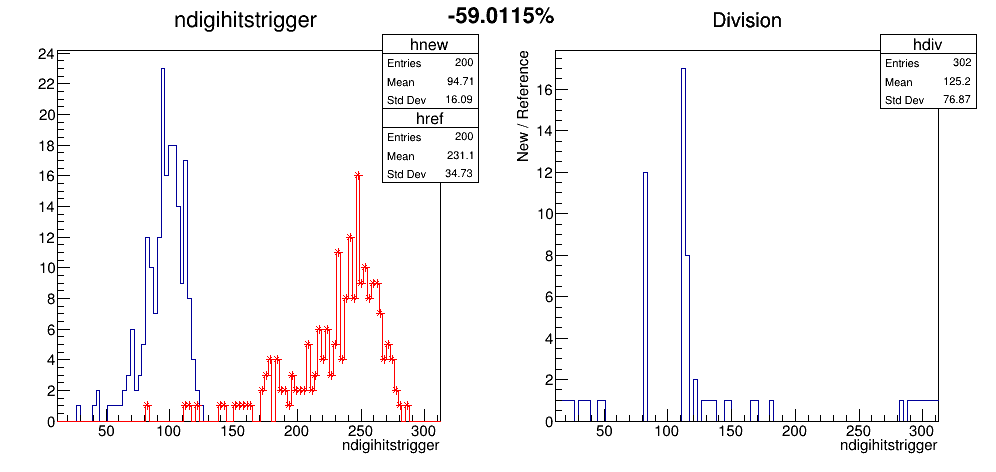 ndigihitstrigger
-59.0115%
Division
hnew
Entries 200
Mean 94.71
Std Dev 16.09
href
Entries 200
Mean 231.1
Std Dev 34.73
24
22
20
18
16
14
12
10
8
6
4
2
0
50 100 150 200 250 300
ndigihitstrigger
hdiv
Entries 302
Mean 125.2
Std Dev 76.87
New / Reference
16
14
12
10
8
6
4
2
0
50 100 150 200 250 300
ndigihitstrigger